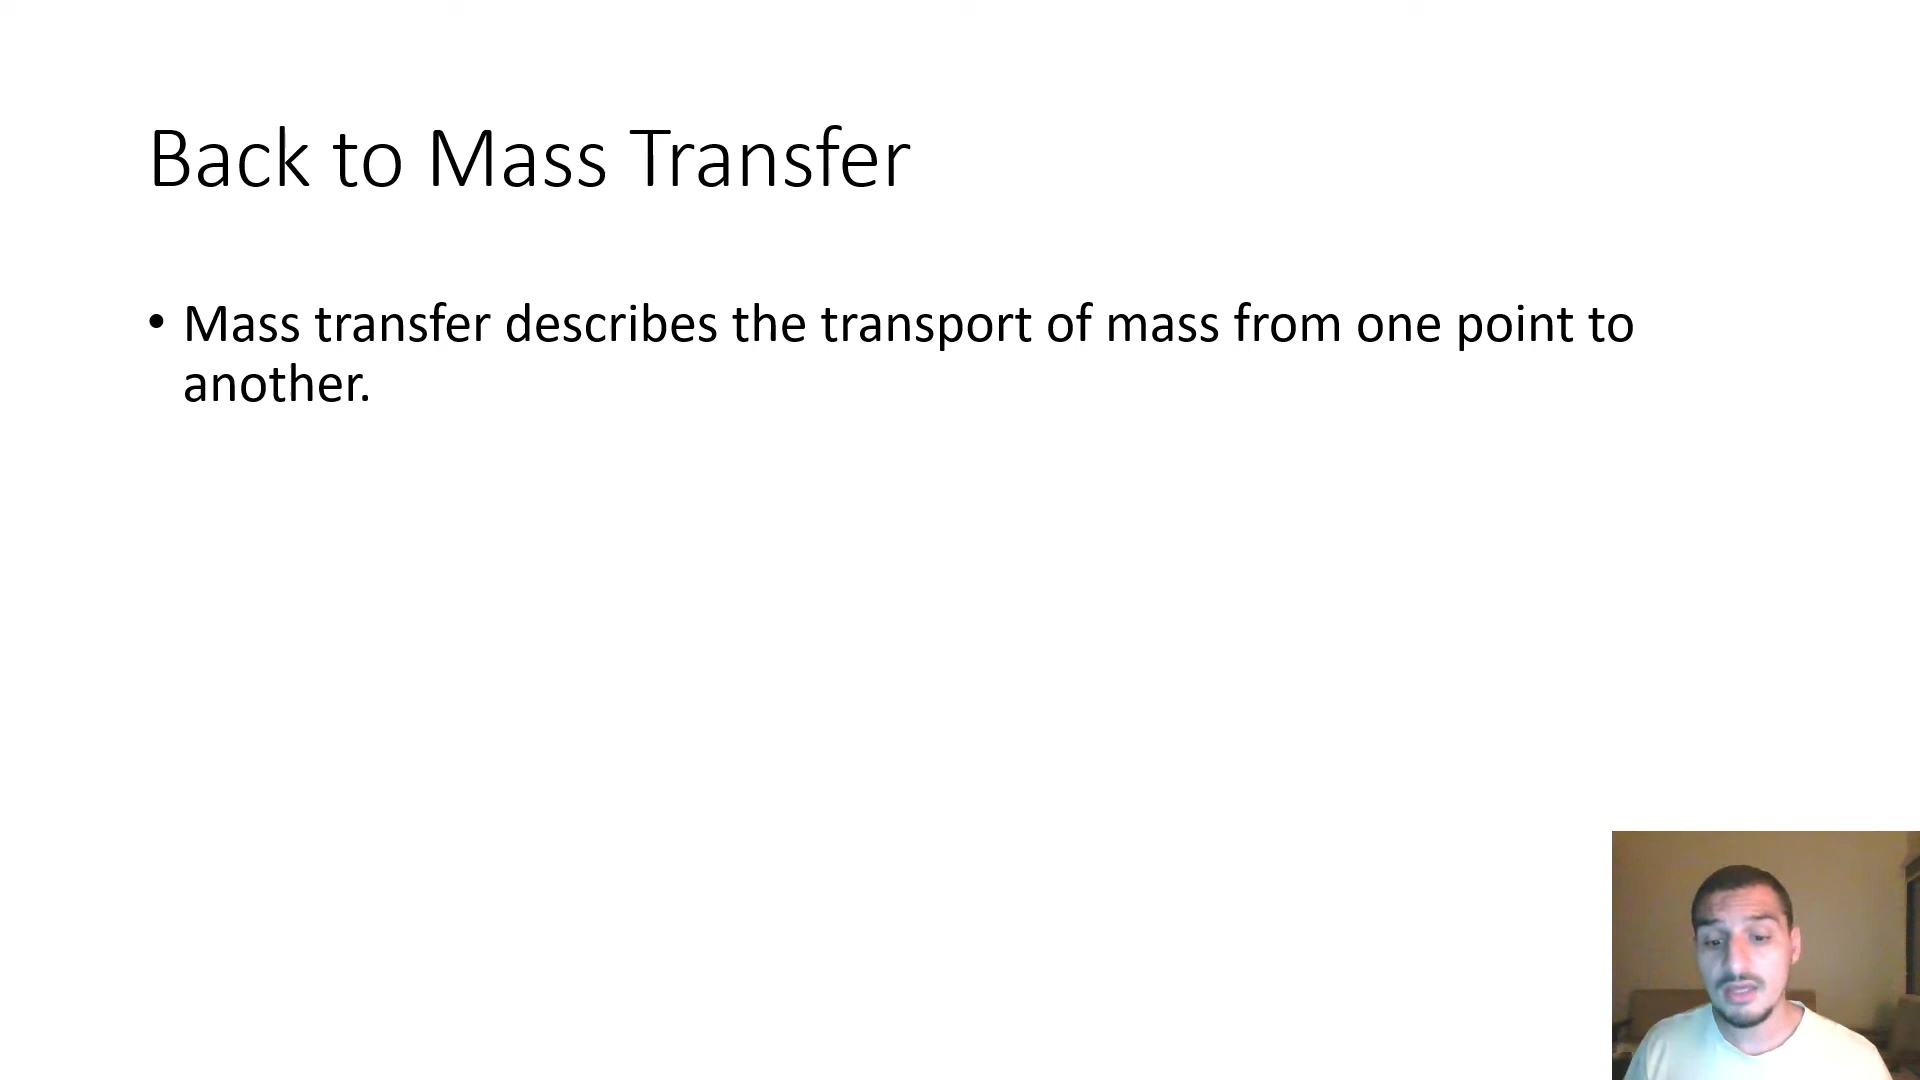 Back to Mass Transfer
• Mass transfer describes the transport of mass from one point to
another.